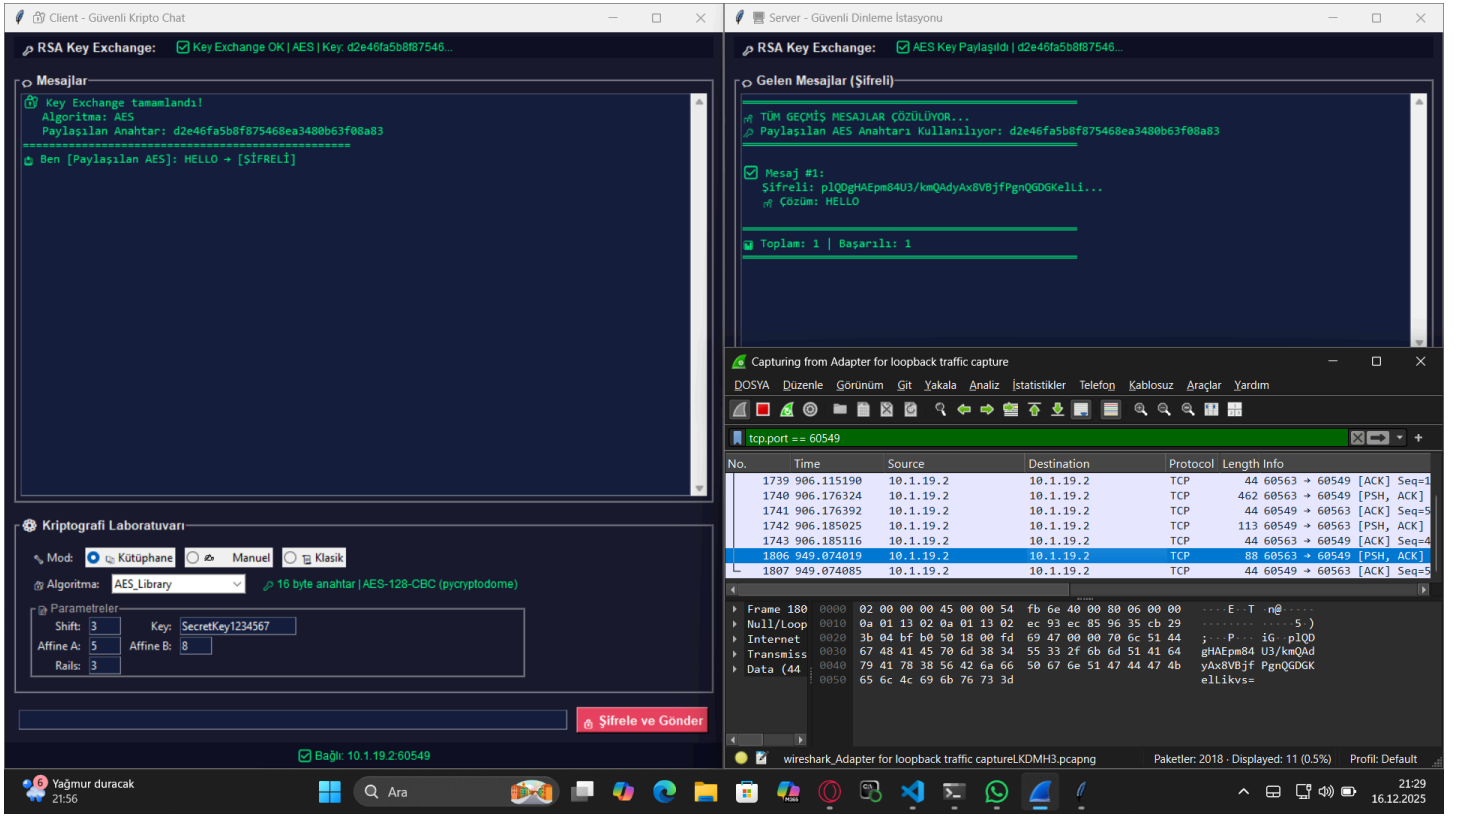 Client - Güvenli Kripto Chat
RSA Key Exchange: Key Exchange OK | AES | Key: d2e46fa5b8f87546...
Mesajlar
Key Exchange tamamlandı!
Algoritma: AES
Paylaşılan Anahtar: d2e46fa5b8f875468ea3480b63f08a83
==================================================
Ben [Paylaşılan AES]: HELLO → [ŞİFRELİ]
Kriptografi Laboratuvarı
Mod: Kütüphane Manuel Klasik
Algoritma: AES_Library 16 byte anahtar | AES-128-CBC (pycryptodome)
Parametreler
Shift: 3 Key: SecretKey1234567
Affine A: 5 Affine B: 8
Rails: 3
Şifrele ve Gönder
Bağlı: 10.1.19.2:60549
Server - Güvenli Dinleme İstasyonu
RSA Key Exchange: AES Key Paylaşıldı | d2e46fa5b8f87546...
Gelen Mesajlar (Şifreli)
TÜM GEÇMİŞ MESAJLAR ÇÖZÜLÜYOR...
Paylaşılan AES Anahtarı Kullanılıyor: d2e46fa5b8f875468ea3480b63f08a83
Mesaj #1:
Şifreli: plQDgHAEpm84U3/kmQAdyAx8VBjfPgnQGDGKelLi...
Çözüm: HELLO
Toplam: 1 | Başarılı: 1
Capturing from Adapter for loopback traffic capture
DOSYA Düzenle Görünüm Git Yakala Analiz İstatistikler Telefon Kablosuz Araçlar Yardım
tcp.port == 60549
No. Time Source Destination Protocol Length Info
1739 906.115190 10.1.19.2 10.1.19.2 TCP 44 60563 → 60549 [ACK] Seq=1
1740 906.176324 10.1.19.2 10.1.19.2 TCP 462 60563 → 60549 [PSH, ACK]
1741 906.176392 10.1.19.2 10.1.19.2 TCP 44 60549 → 60563 [ACK] Seq=5
1742 906.185025 10.1.19.2 10.1.19.2 TCP 113 60549 → 60563 [PSH, ACK]
1743 906.185116 10.1.19.2 10.1.19.2 TCP 44 60563 → 60549 [ACK] Seq=4
1806 949.074019 10.1.19.2 10.1.19.2 TCP 88 60563 → 60549 [PSH, ACK]
1807 949.074085 10.1.19.2 10.1.19.2 TCP 44 60549 → 60563 [ACK] Seq=5
Frame 180
Null/Loop
Internet
Transmiss
Data (44
0000 02 00 00 00 45 00 00 54 fb 6e 40 00 80 06 00 00 ····E··T ·n@·····
0010 0a 01 13 02 0a 01 13 02 ec 93 ec 85 96 35 cb 29 ········ ·····5·)
0020 3b 04 bf b0 50 18 00 fd 69 47 00 00 70 6c 51 44 ;···P··· iG··plQD
0030 67 48 41 45 70 6d 38 34 55 33 2f 6b 6d 51 41 64 gHAEpm84 U3/kmQAd
0040 79 41 78 38 56 42 6a 66 50 67 6e 51 47 44 47 4b yAx8VBjf PgnQGDGK
0050 65 6c 4c 69 6b 76 73 3d elLikvs=
wireshark_Adapter for loopback traffic captureLKDMH3.pcapng Paketler: 2018 · Displayed: 11 (0.5%) Profil: Default
6 Yağmur duracak
21:56
Ara
M365
21:29
16.12.2025